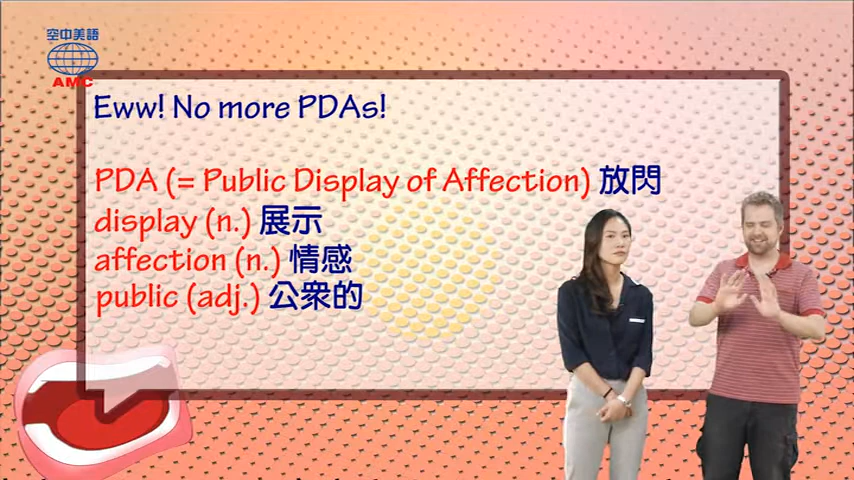 空中美語
AMC
Eww! No more PDAs!
PDA (= Public Display of Affection) 放閃
display (n.) 展示
affection (n.) 情感
public (adj.) 公眾的